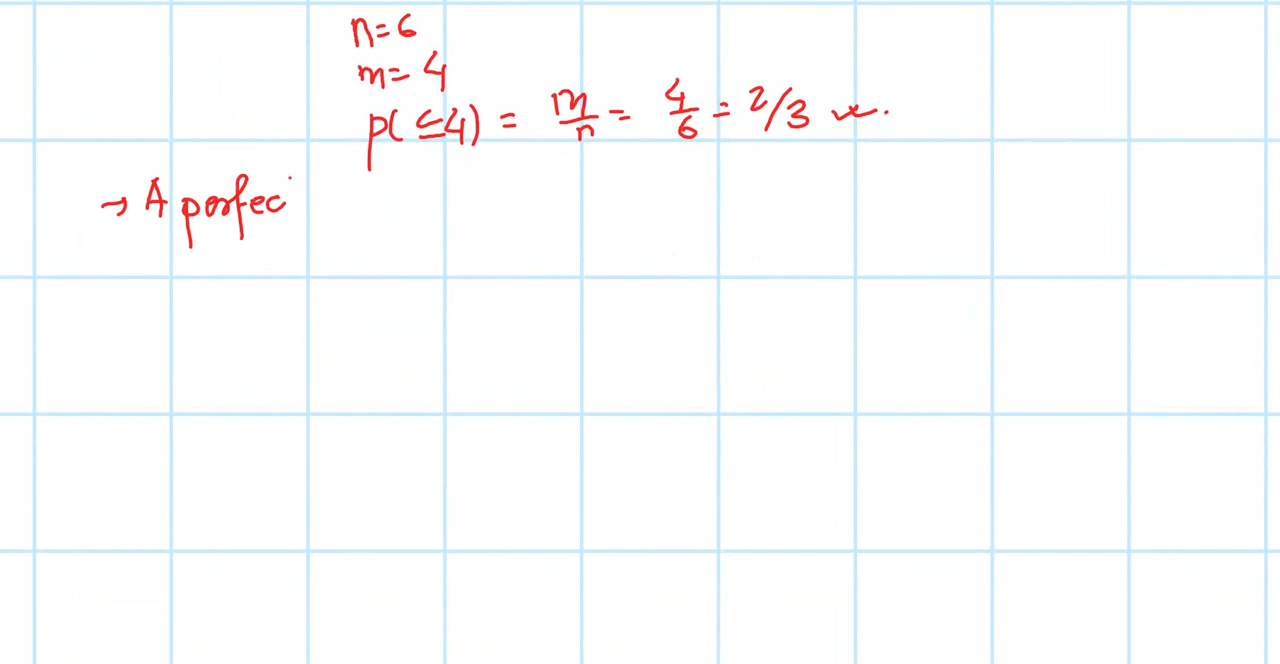 n=6
m=4
p(≤4) = m/n = 4/6 = 2/3
→ A perfec